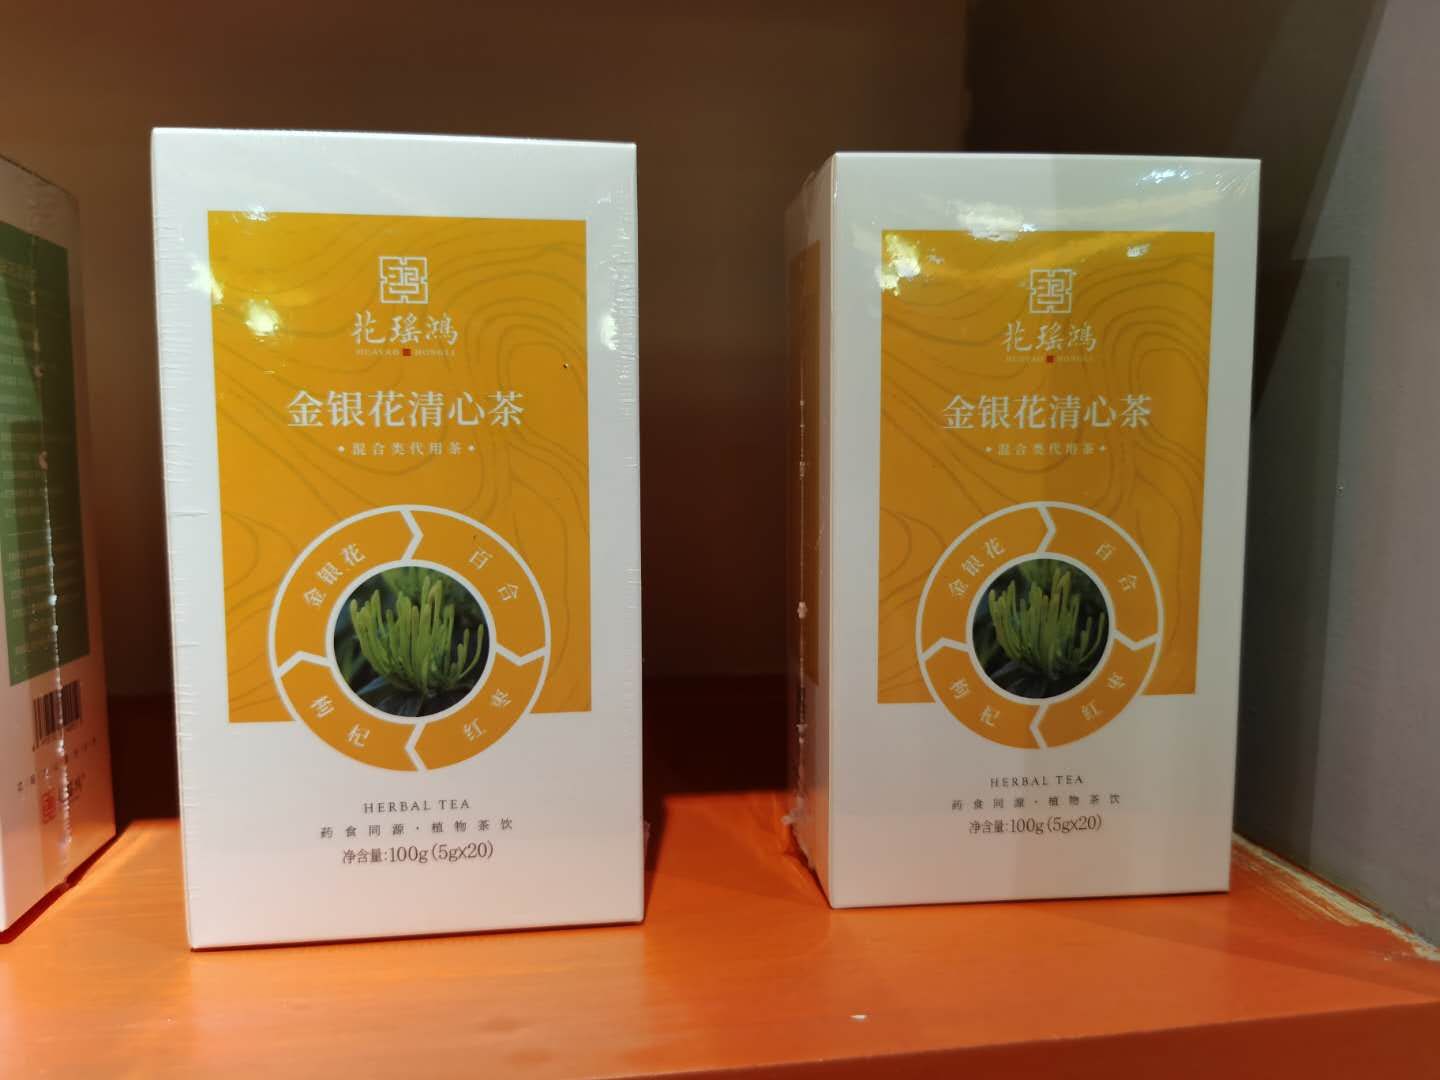 花瑶鸿
金银花清心茶
混合类代用茶
金银花
百合
枸杞
红枣
HERBAL TEA
药食同源·植物茶饮
净含量:100g(5gX20)
花瑶鸿
金银花清心茶
混合类代用茶
金银花
百合
枸杞
红枣
HERBAL TEA
药食同源·植物茶饮
净含量:100g(5gX20)